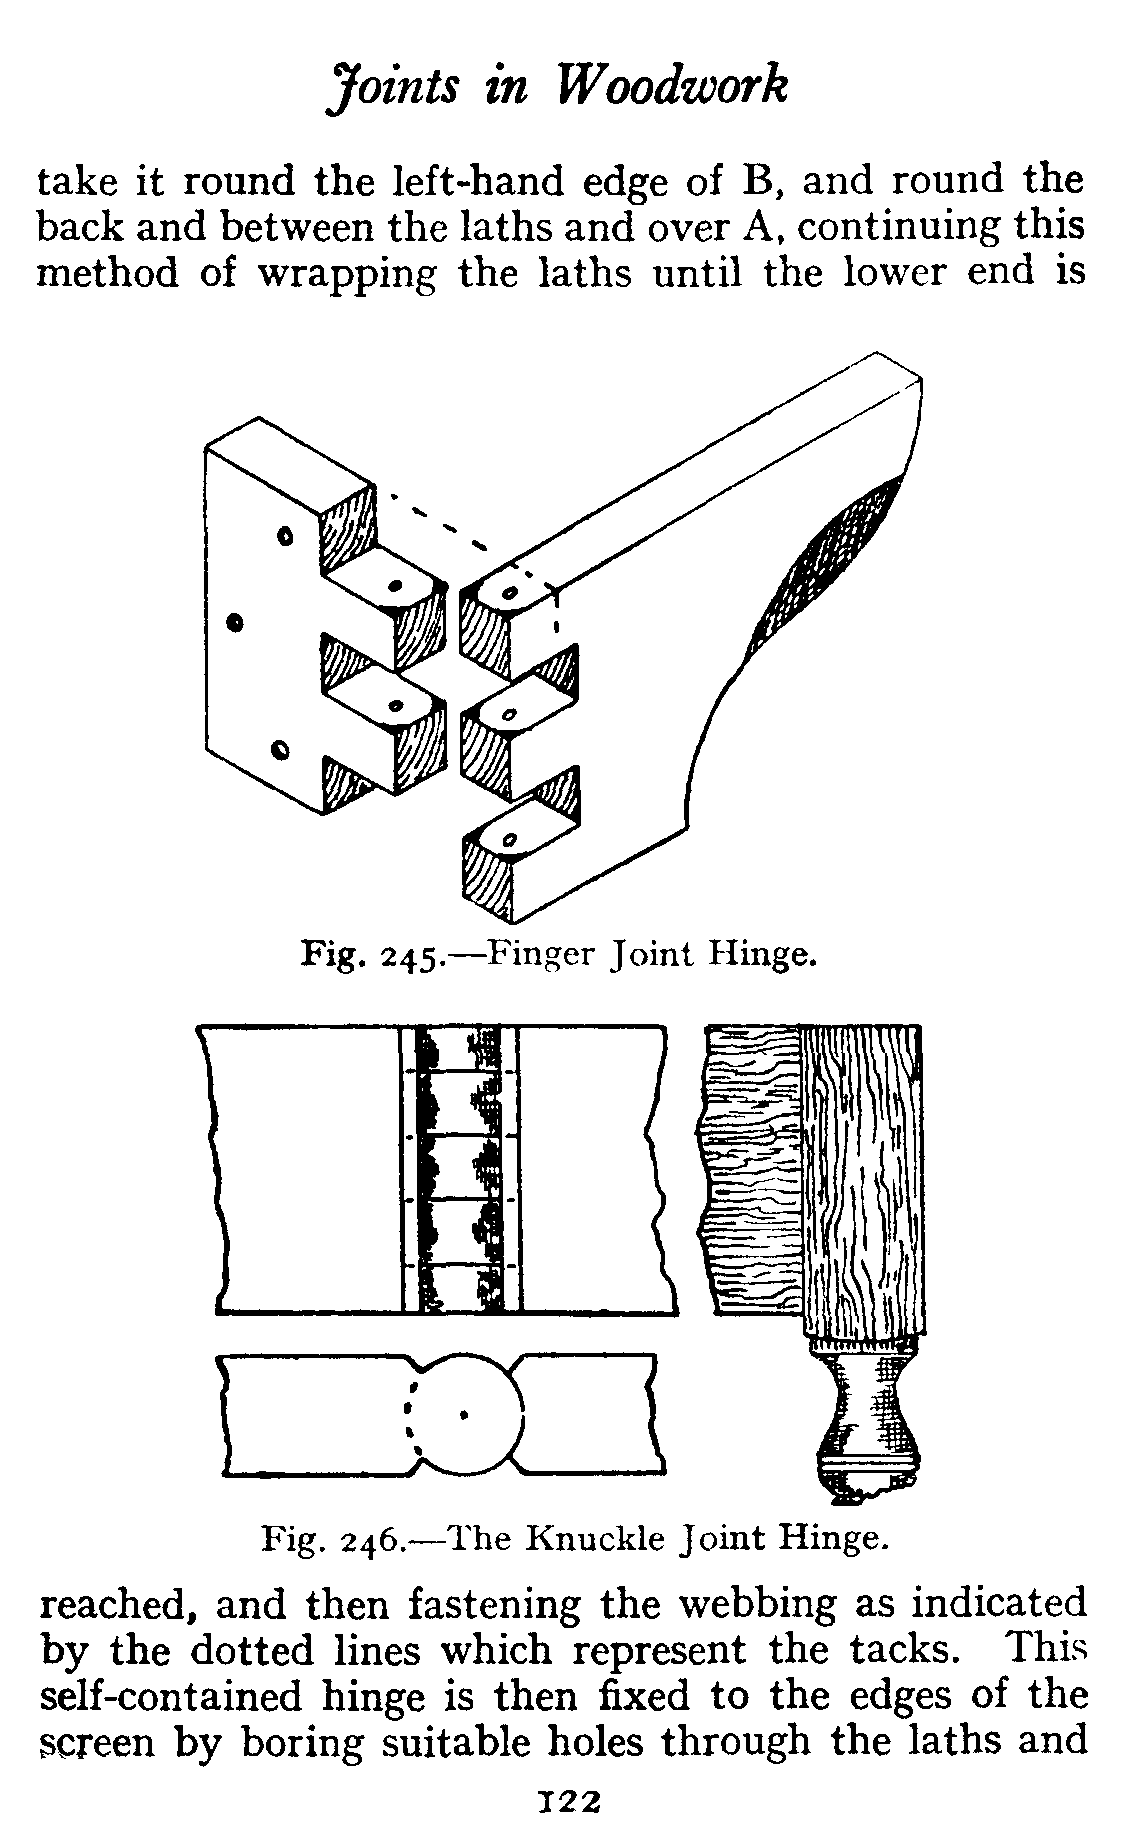 Joints in Woodwork
take it round the left-hand edge of B, and round the
back and between the laths and over A, continuing this
method of wrapping the laths until the lower end is
Fig. 245.—Finger Joint Hinge.
Fig. 246.—The Knuckle Joint Hinge.
reached, and then fastening the webbing as indicated
by the dotted lines which represent the tacks. This
self-contained hinge is then fixed to the edges of the
screen by boring suitable holes through the laths and
122